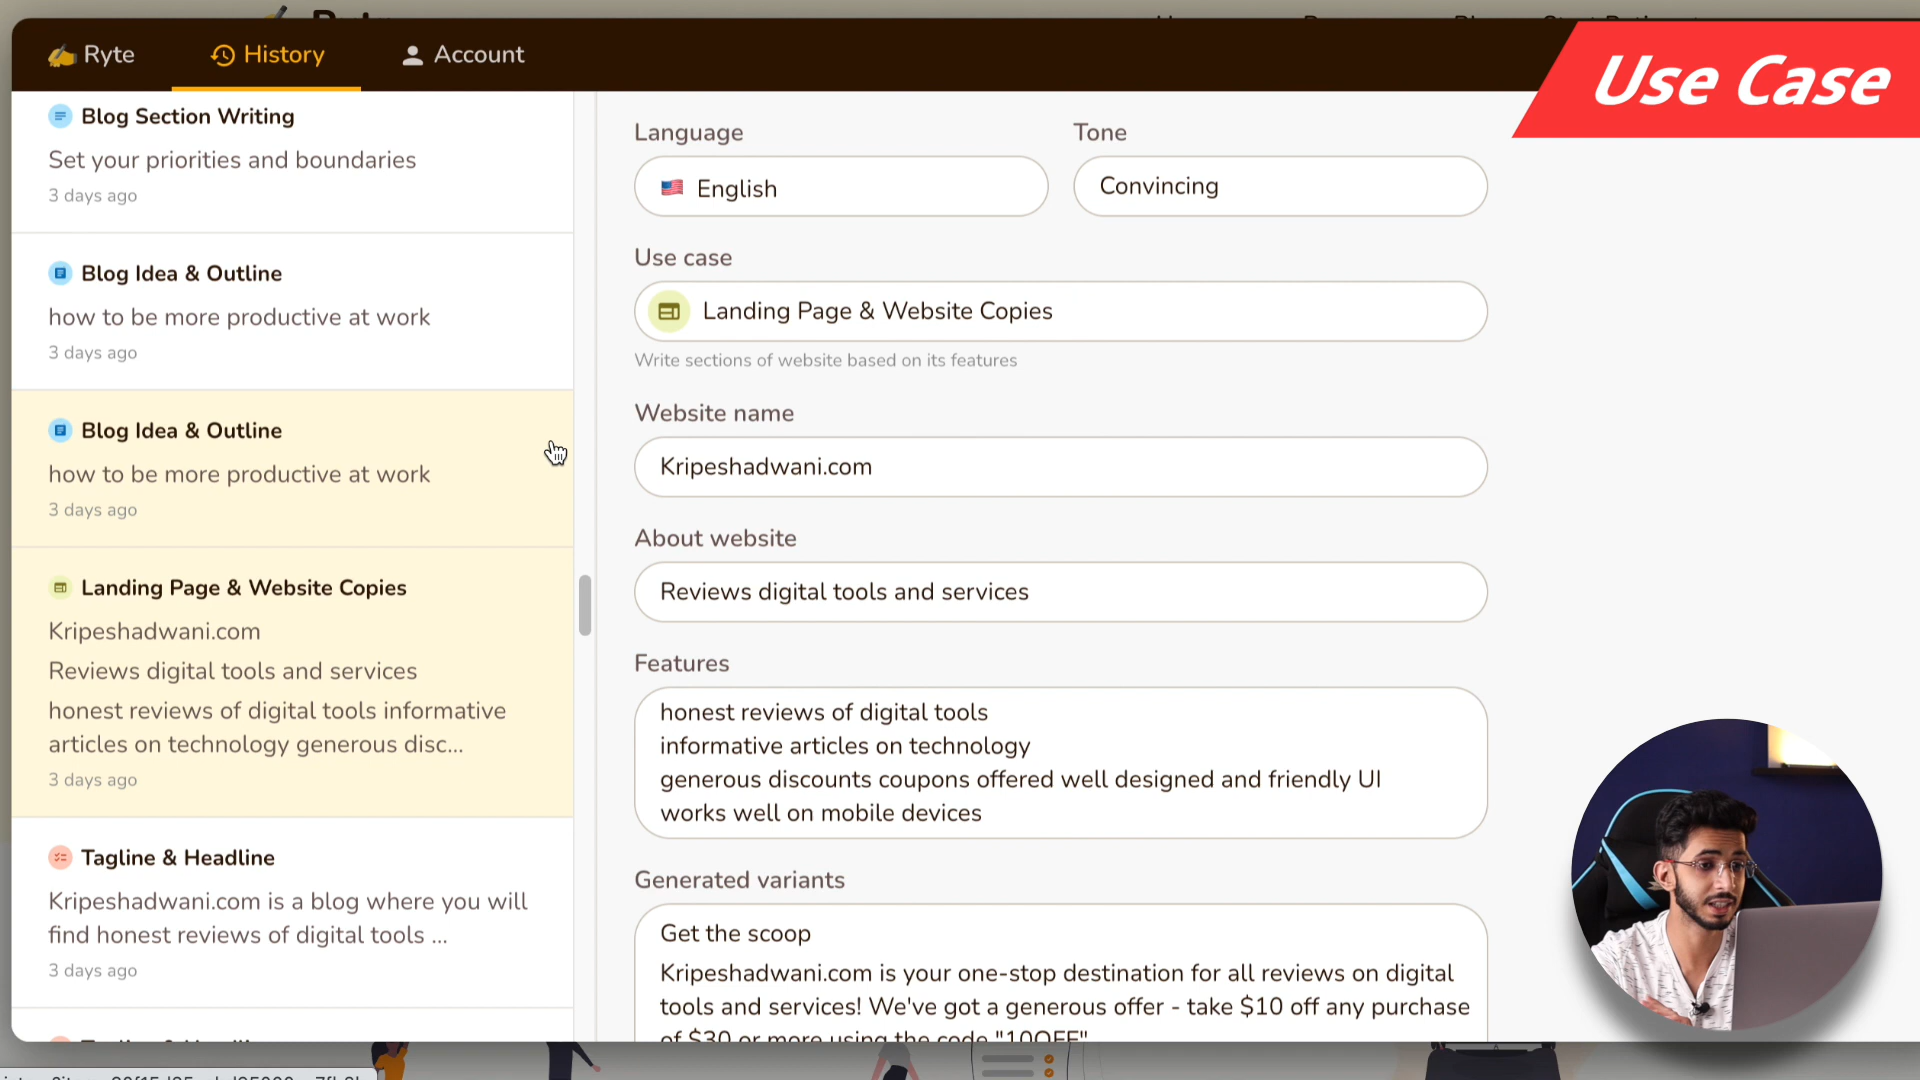 Ryte
History
Account
Use Case
Blog Section Writing
Set your priorities and boundaries
3 days ago
Blog Idea & Outline
how to be more productive at work
3 days ago
Blog Idea & Outline
how to be more productive at work
3 days ago
Landing Page & Website Copies
Kripeshadwani.com
Reviews digital tools and services
honest reviews of digital tools informative
articles on technology generous disc...
3 days ago
Tagline & Headline
Kripeshadwani.com is a blog where you will
find honest reviews of digital tools ...
3 days ago
Language
English
Tone
Convincing
Use case
Landing Page & Website Copies
Write sections of website based on its features
Website name
Kripeshadwani.com
About website
Reviews digital tools and services
Features
honest reviews of digital tools
informative articles on technology
generous discounts coupons offered well designed and friendly UI
works well on mobile devices
Generated variants
Get the scoop
Kripeshadwani.com is your one-stop destination for all reviews on digital
tools and services! We've got a generous offer - take $10 off any purchase
of $30 or more using the code "10OFF"